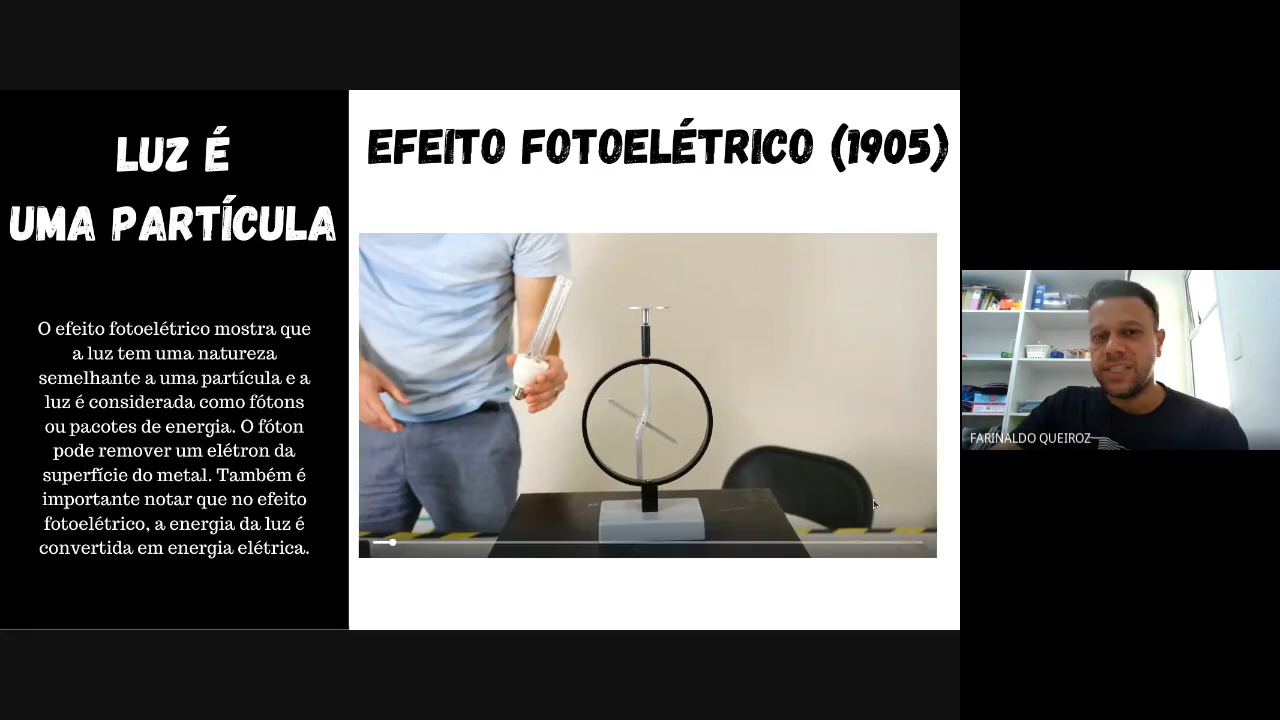 LUZ É
UMA PARTÍCULA
O efeito fotoelétrico mostra que
a luz tem uma natureza
semelhante a uma partícula e a
luz é considerada como fótons
ou pacotes de energia. O fóton
pode remover um elétron da
superfície do metal. Também é
importante notar que no efeito
fotoelétrico, a energia da luz é
convertida em energia elétrica.
EFEITO FOTOELÉTRICO (1905)
FARINALDO QUEIROZ